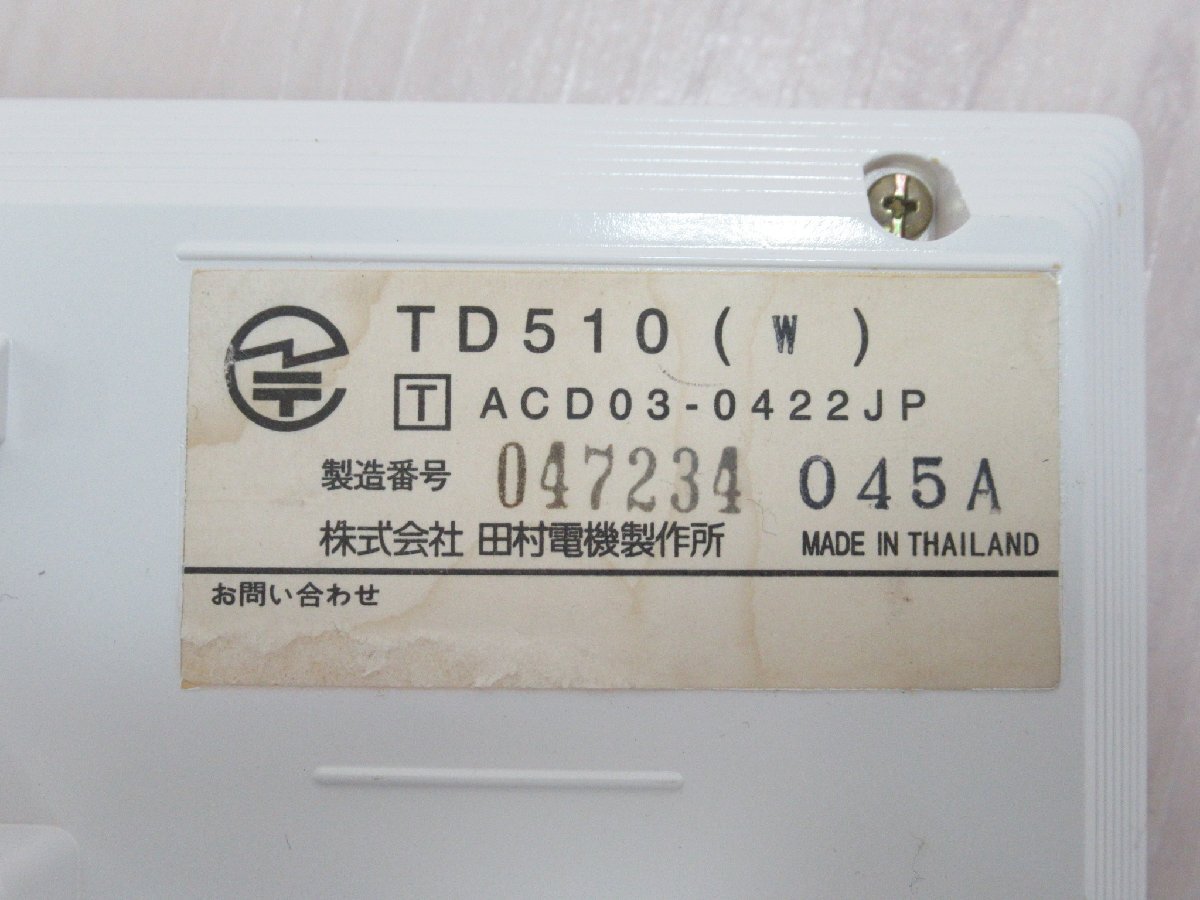 TD510 ( W )
T ACD03-0422JP
製造番号 047234 045A
株式会社 田村電機製作所 MADE IN THAILAND
お問い合わせ